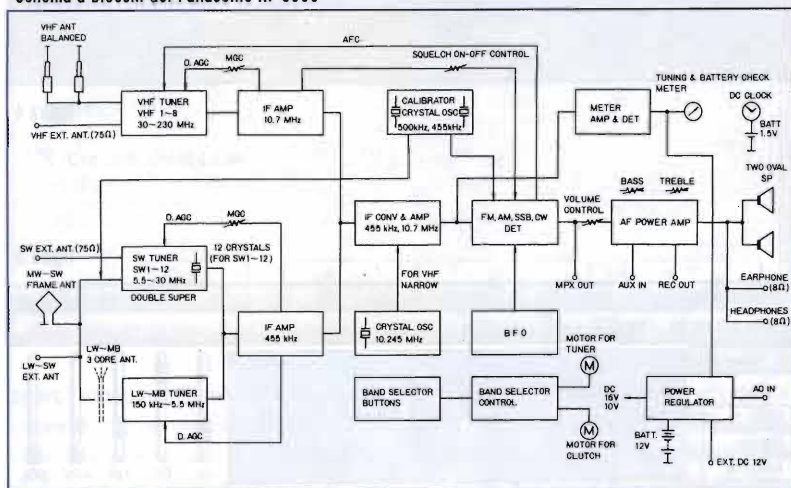 Schema a blocchi del Panasonic RF-8000
VHF ANT
BALANCED
AFC
SQUELCH ON-OFF CONTROL
D. AGC
MGC
TUNING & BATTERY CHECK
METER
VHF TUNER
VHF 1~8
30~230 MHz
IF AMP
10.7 MHz
CALIBRATOR
CRYSTAL OSC
500kHz, 455kHz
METER
AMP & DET
DC CLOCK
BATT
1.5V
VHF EXT. ANT. (75Ω)
TWO OVAL
SP
BASS
TREBLE
VOLUME
CONTROL
D. AGC
MGC
IF CONV & AMP
455 kHz, 10.7 MHz
FM, AM, SSB, CW
DET
AF POWER AMP
SW EXT. ANT (75Ω)
12 CRYSTALS
(FOR SW1~12)
SW TUNER
SW1~12
5.5~30 MHz
DOUBLE SUPER
MW~SW
FRAME ANT
FOR VHF
NARROW
MPX OUT
AUX IN
REC OUT
EARPHONE
(8Ω)
HEADPHONES
(8Ω)
IF AMP
455 kHz
CRYSTAL OSC
10.245 MHz
BFO
LW~MB
3 CORE ANT.
LW~SW
EXT. ANT
MOTOR FOR
TUNER
M
LW~MB TUNER
150 kHz~5.5 MHz
BAND SELECTOR
BUTTONS
BAND SELECTOR
CONTROL
DC
16V
10V
POWER
REGULATOR
AC IN
D. AGC
M
MOTOR FOR
CLUTCH
BATT.
12V
EXT. DC 12V